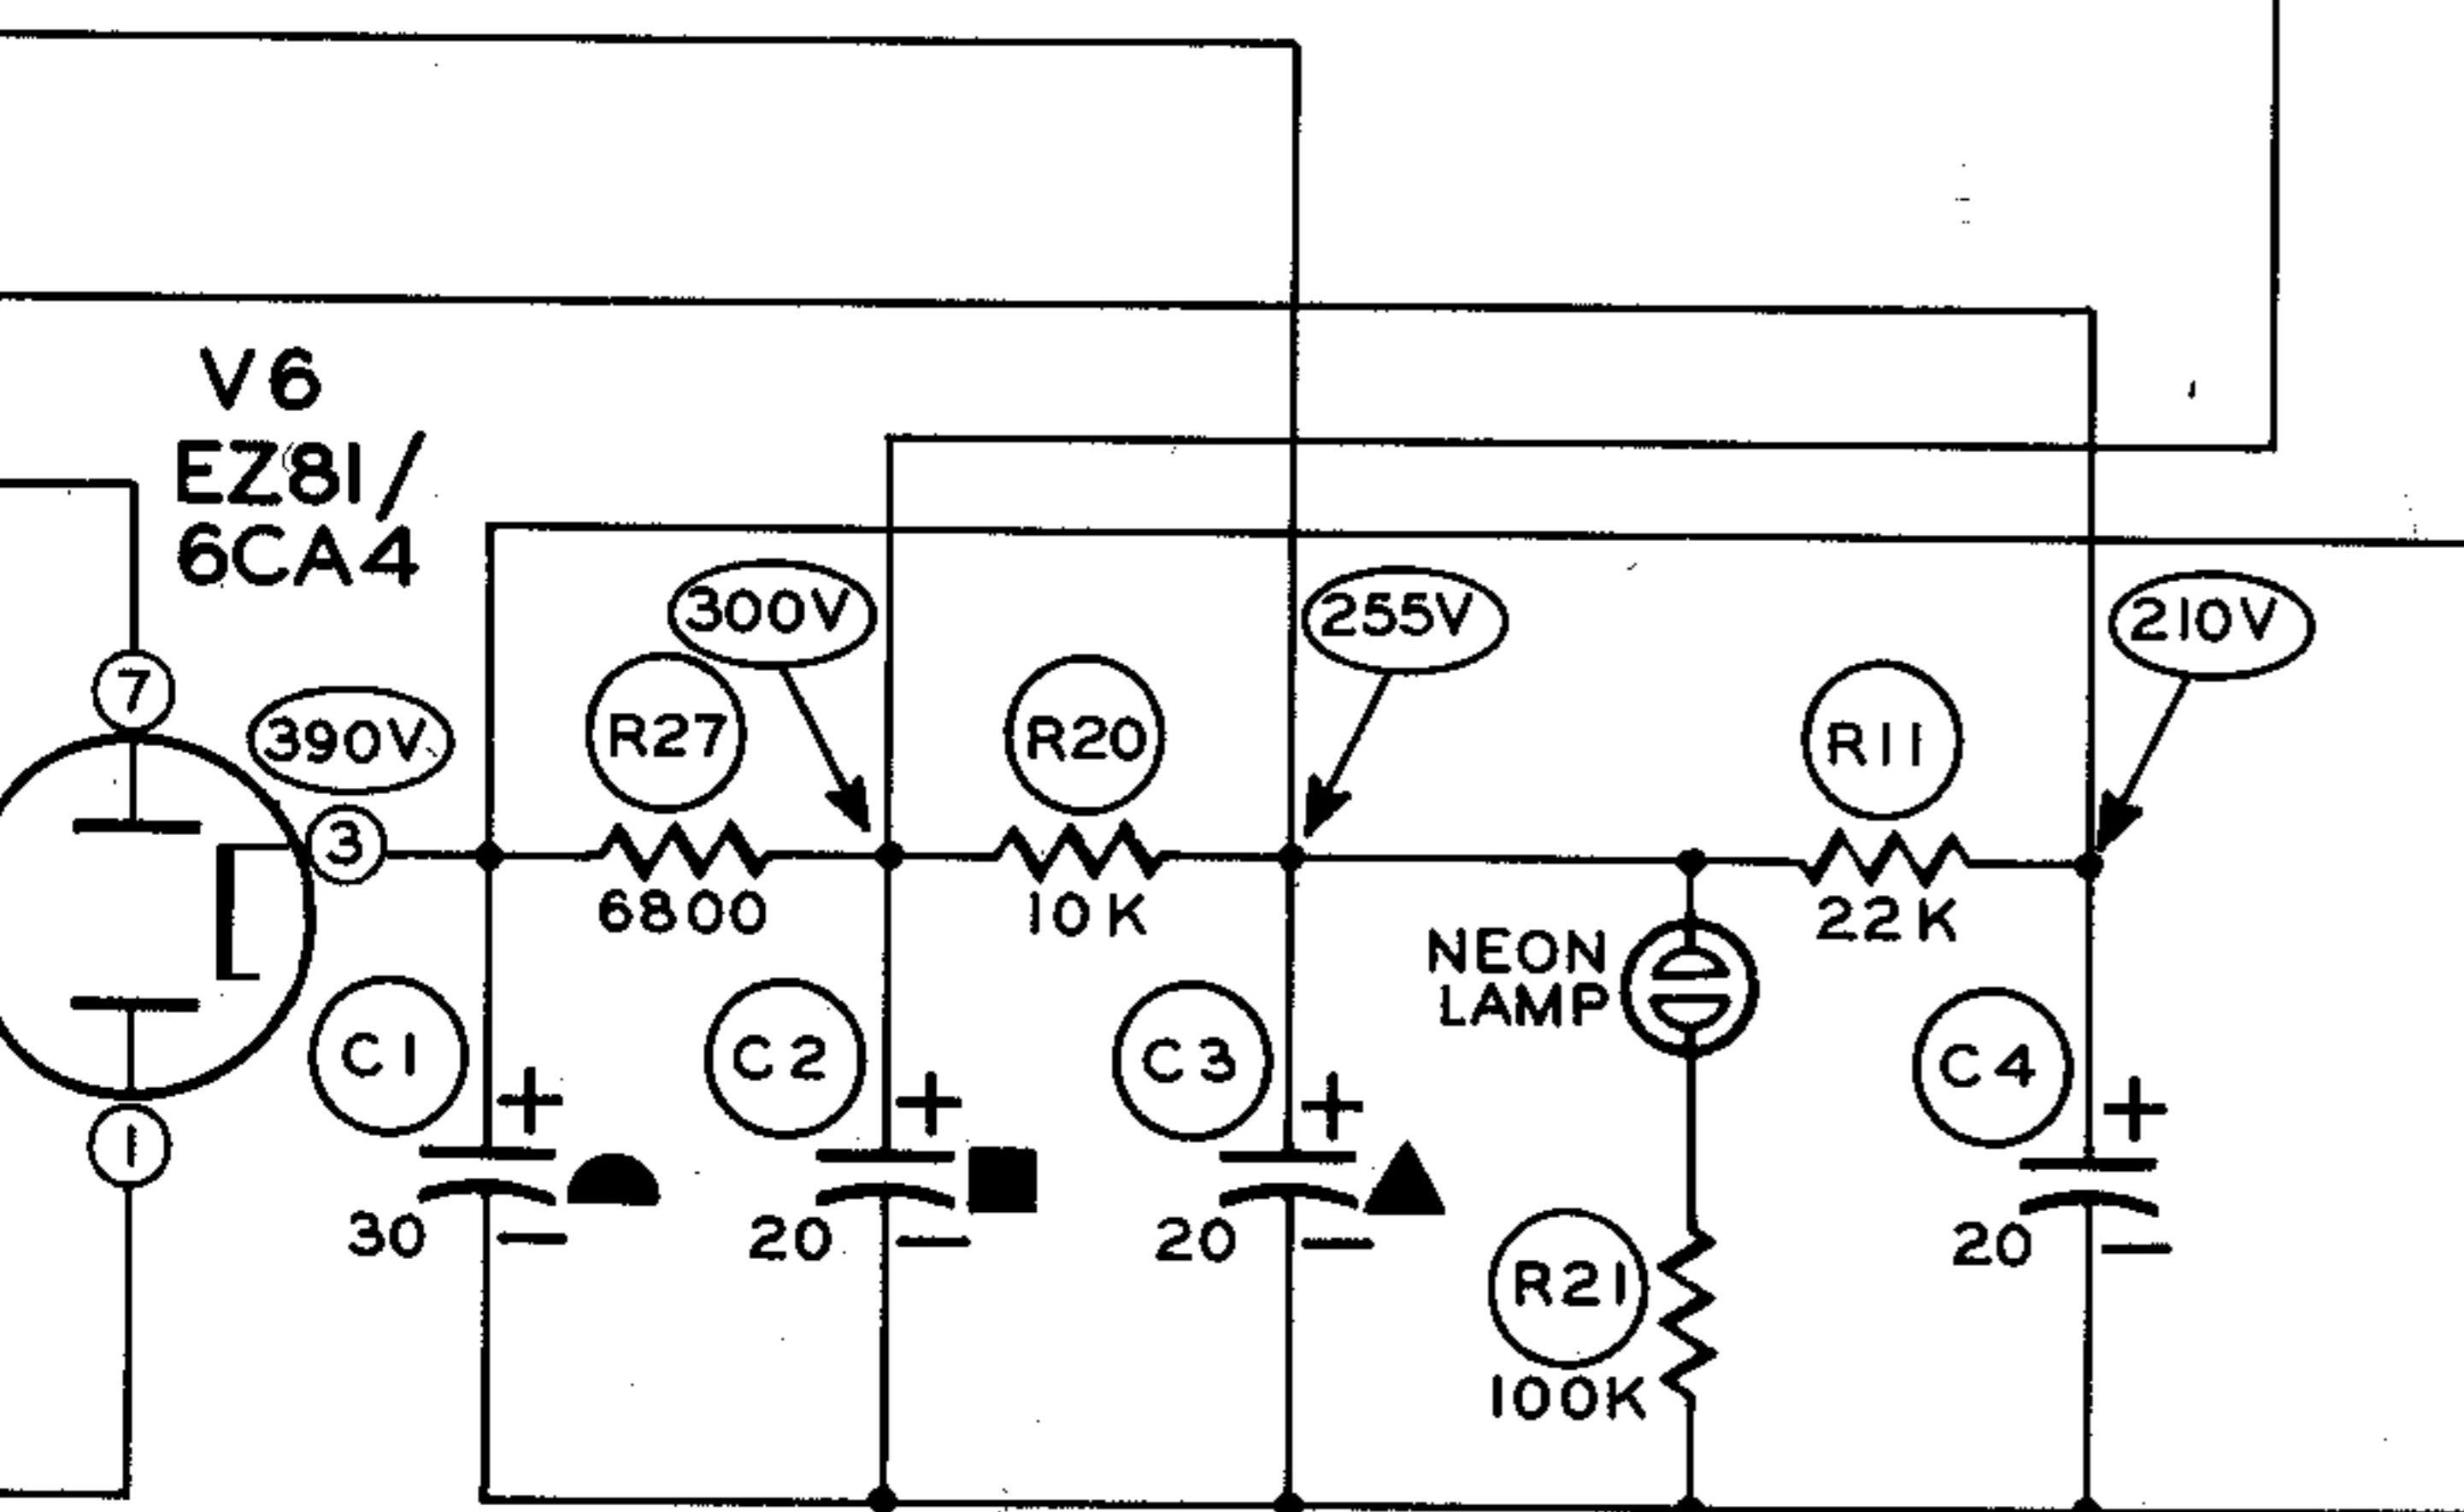 V6
EZ81/
6CA4
300V
255V
210V
7
390V
R27
R20
R11
3
6800
10K
22K
NEON
LAMP
C1
C2
C3
C4
+
+
+
+
1
30
−
20
−
20
−
20
−
R21
100K